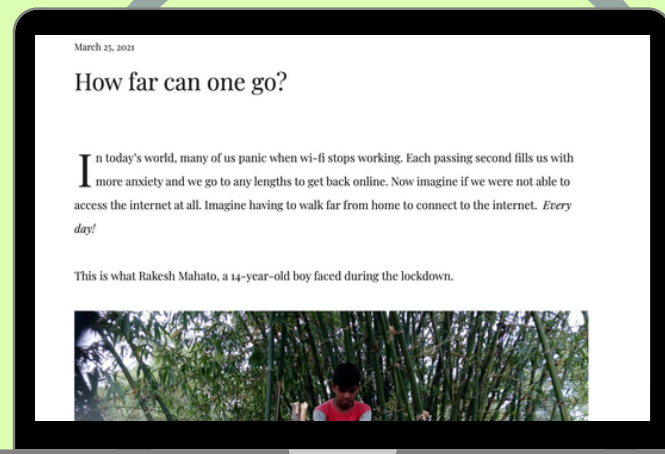 March 25, 2021
How far can one go?
In today's world, many of us panic when wi-fi stops working. Each passing second fills us with
more anxiety and we go to any lengths to get back online. Now imagine if we were not able to
access the internet at all. Imagine having to walk far from home to connect to the internet. Every
day!
This is what Rakesh Mahato, a 14-year-old boy faced during the lockdown.